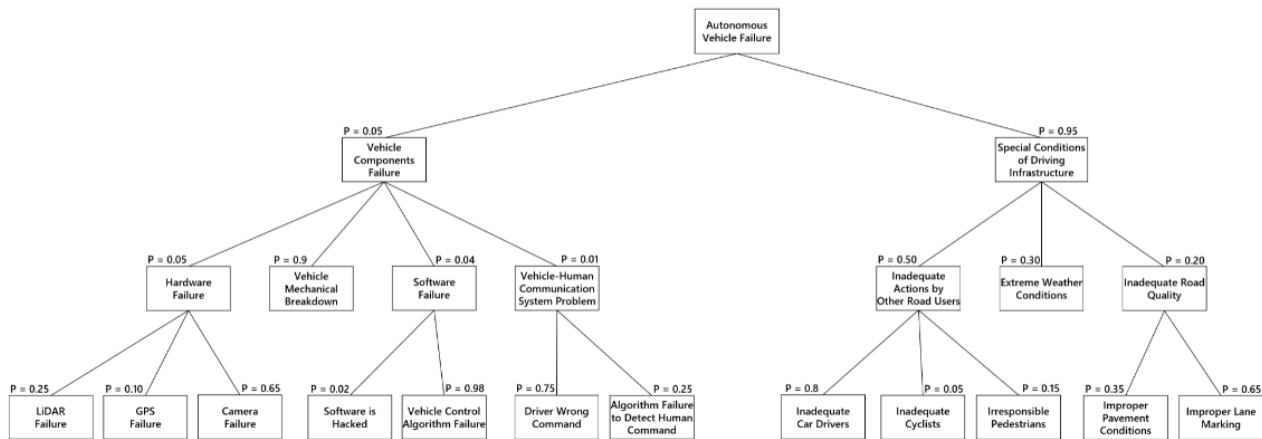 Autonomous
Vehicle Failure
P = 0.05
Vehicle
Components
Failure
P = 0.95
Special Conditions
of Driving
Infrastructure
P = 0.05
Hardware
Failure
P = 0.9
Vehicle
Mechanical
Breakdown
P = 0.04
Software
Failure
P = 0.01
Vehicle-Human
Communication
System Problem
P = 0.50
Inadequate
Actions by
Other Road Users
P = 0.30
Extreme Weather
Conditions
P = 0.20
Inadequate Road
Quality
P = 0.25
LiDAR
Failure
P = 0.10
GPS
Failure
P = 0.65
Camera
Failure
P = 0.02
Software is
Hacked
P = 0.98
Vehicle Control
Algorithm Failure
P = 0.75
Driver Wrong
Command
P = 0.25
Algorithm Failure
to Detect Human
Command
P = 0.8
Inadequate
Car Drivers
P = 0.05
Inadequate
Cyclists
P = 0.15
Irresponsible
Pedestrians
P = 0.35
Improper
Pavement
Conditions
P = 0.65
Improper Lane
Marking